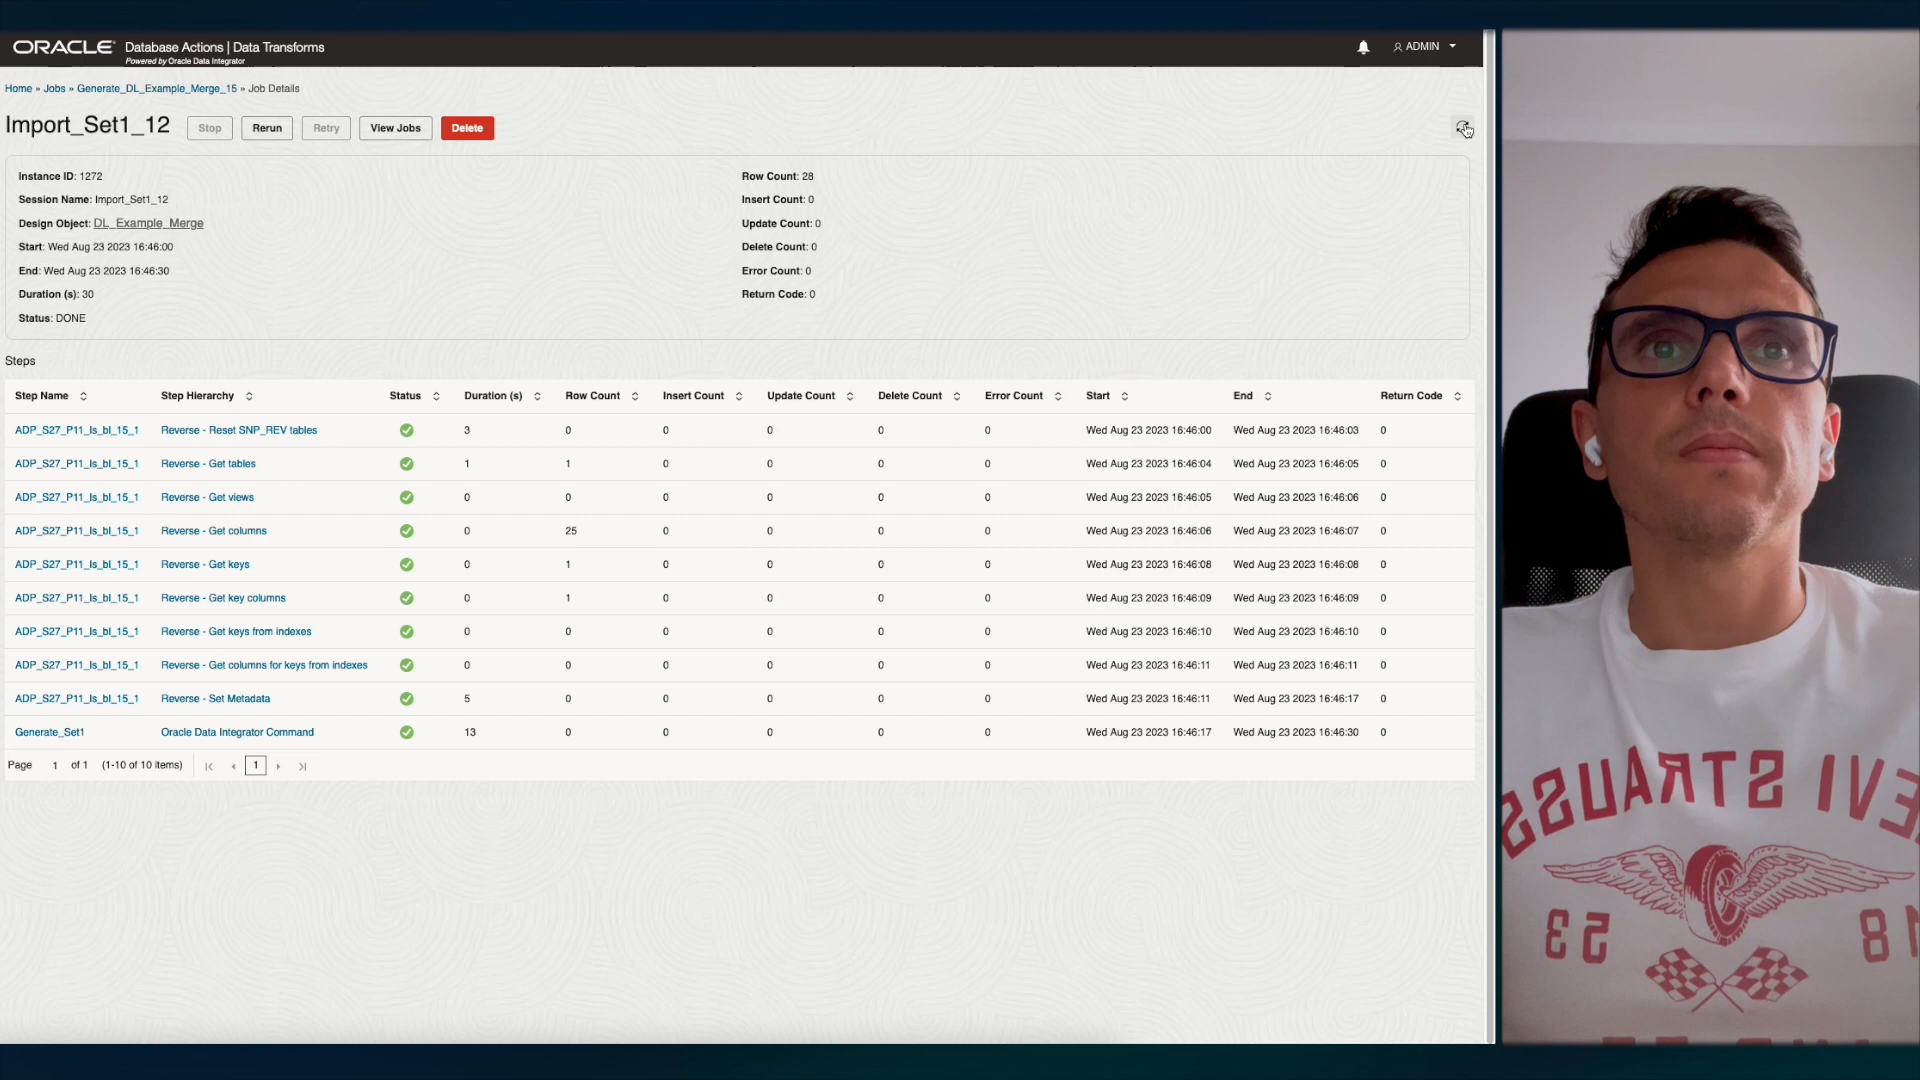 ORACLE Database Actions | Data Transforms
Powered by Oracle Data Integrator
ADMIN
Home » Jobs » Generate_DL_Example_Merge_15 » Job Details
Import_Set1_12 Stop Rerun Retry View Jobs Delete
Instance ID: 1272
Session Name: Import_Set1_12
Design Object: DL_Example_Merge
Start: Wed Aug 23 2023 16:46:00
End: Wed Aug 23 2023 16:46:30
Duration (s): 30
Status: DONE
Row Count: 28
Insert Count: 0
Update Count: 0
Delete Count: 0
Error Count: 0
Return Code: 0
Steps
Step Name Step Hierarchy Status Duration (s) Row Count Insert Count Update Count Delete Count Error Count Start End Return Code
ADP_S27_P11_ls_bl_15_1 Reverse - Reset SNP_REV tables 3 0 0 0 0 0 Wed Aug 23 2023 16:46:00 Wed Aug 23 2023 16:46:03 0
ADP_S27_P11_ls_bl_15_1 Reverse - Get tables 1 1 0 0 0 0 Wed Aug 23 2023 16:46:04 Wed Aug 23 2023 16:46:05 0
ADP_S27_P11_ls_bl_15_1 Reverse - Get views 0 0 0 0 0 0 Wed Aug 23 2023 16:46:05 Wed Aug 23 2023 16:46:06 0
ADP_S27_P11_ls_bl_15_1 Reverse - Get columns 0 25 0 0 0 0 Wed Aug 23 2023 16:46:06 Wed Aug 23 2023 16:46:07 0
ADP_S27_P11_ls_bl_15_1 Reverse - Get keys 0 1 0 0 0 0 Wed Aug 23 2023 16:46:08 Wed Aug 23 2023 16:46:08 0
ADP_S27_P11_ls_bl_15_1 Reverse - Get key columns 0 1 0 0 0 0 Wed Aug 23 2023 16:46:09 Wed Aug 23 2023 16:46:09 0
ADP_S27_P11_ls_bl_15_1 Reverse - Get keys from indexes 0 0 0 0 0 0 Wed Aug 23 2023 16:46:10 Wed Aug 23 2023 16:46:10 0
ADP_S27_P11_ls_bl_15_1 Reverse - Get columns for keys from indexes 0 0 0 0 0 0 Wed Aug 23 2023 16:46:11 Wed Aug 23 2023 16:46:11 0
ADP_S27_P11_ls_bl_15_1 Reverse - Set Metadata 5 0 0 0 0 0 Wed Aug 23 2023 16:46:11 Wed Aug 23 2023 16:46:17 0
Generate_Set1 Oracle Data Integrator Command 13 0 0 0 0 0 Wed Aug 23 2023 16:46:17 Wed Aug 23 2023 16:46:30 0
Page 1 of 1 (1-10 of 10 items) 1
EVI STRAUSS
18 53